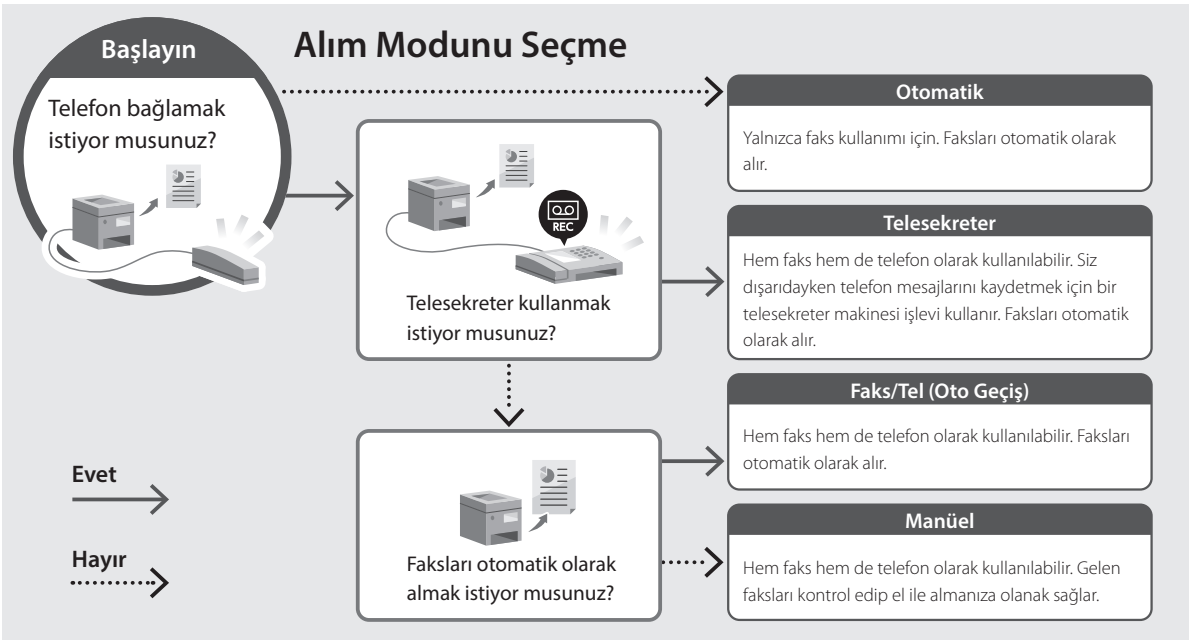 Alım Modunu Seçme
Başlayın
Telefon bağlamak
istiyor musunuz?
REC
Telesekreter kullanmak
istiyor musunuz?
Faksları otomatik olarak
almak istiyor musunuz?
Otomatik
Yalnızca faks kullanımı için. Faksları otomatik olarak
alır.
Telesekreter
Hem faks hem de telefon olarak kullanılabilir. Siz
dışarıdayken telefon mesajlarını kaydetmek için bir
telesekreter makinesi işlevi kullanır. Faksları otomatik
olarak alır.
Faks/Tel (Oto Geçiş)
Hem faks hem de telefon olarak kullanılabilir. Faksları
otomatik olarak alır.
Manüel
Hem faks hem de telefon olarak kullanılabilir. Gelen
faksları kontrol edip el ile almanıza olanak sağlar.
Evet
Hayır